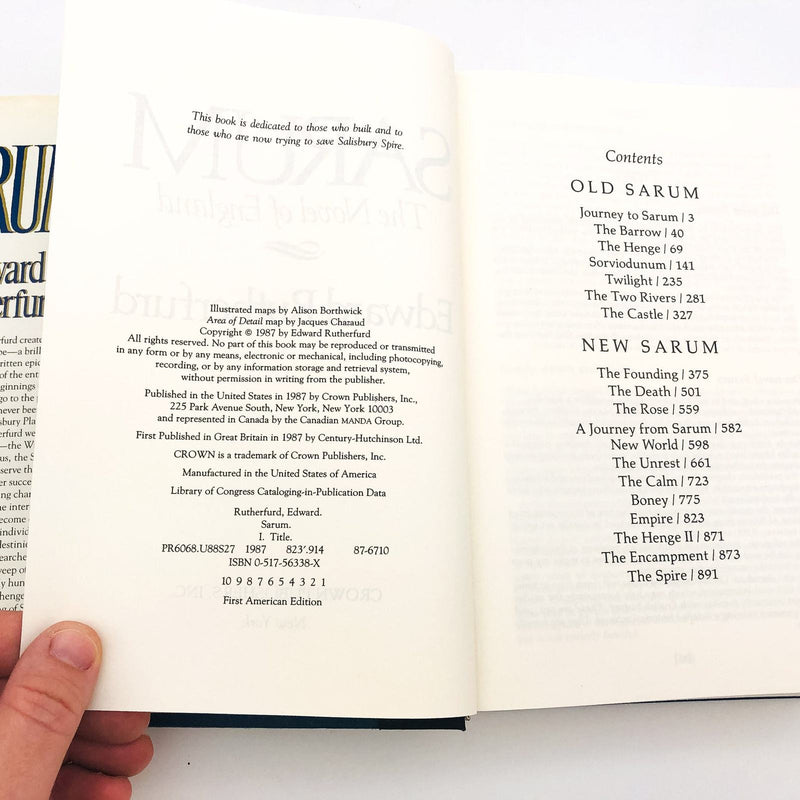 This book is dedicated to those who built and to
those who are now trying to save Salisbury Spire.
Illustrated maps by Alison Borthwick
Area of Detail map by Jacques Chazaud
Copyright © 1987 by Edward Rutherfurd
All rights reserved. No part of this book may be reproduced or transmitted
in any form or by any means, electronic or mechanical, including photocopying,
recording, or by any information storage and retrieval system,
without permission in writing from the publisher.
Published in the United States in 1987 by Crown Publishers, Inc.,
225 Park Avenue South, New York, New York 10003
and represented in Canada by the Canadian MANDA Group.
First Published in Great Britain in 1987 by Century-Hutchinson Ltd.
CROWN is a trademark of Crown Publishers, Inc.
Manufactured in the United States of America
Library of Congress Cataloging-in-Publication Data
Rutherfurd, Edward.
Sarum.
I. Title.
PR6068.U88S27 1987 823'.914 87-6710
ISBN 0-517-56338-X
10 9 8 7 6 5 4 3 2 1
First American Edition
Contents
OLD SARUM
Journey to Sarum | 3
The Barrow | 40
The Henge | 69
Sorviodunum | 141
Twilight | 235
The Two Rivers | 281
The Castle | 327
NEW SARUM
The Founding | 375
The Death | 501
The Rose | 559
A Journey from Sarum | 582
New World | 598
The Unrest | 661
The Calm | 723
Boney | 775
Empire | 823
The Henge II | 871
The Encampment | 873
The Spire | 891